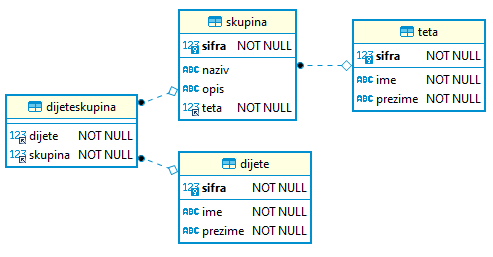 skupina
123 sifra NOT NULL
ABC naziv
ABC opis
123 teta NOT NULL
teta
123 sifra NOT NULL
ABC ime NOT NULL
ABC prezime NOT NULL
dijeteskupina
123 dijete NOT NULL
123 skupina NOT NULL
dijete
123 sifra NOT NULL
ABC ime NOT NULL
ABC prezime NOT NULL